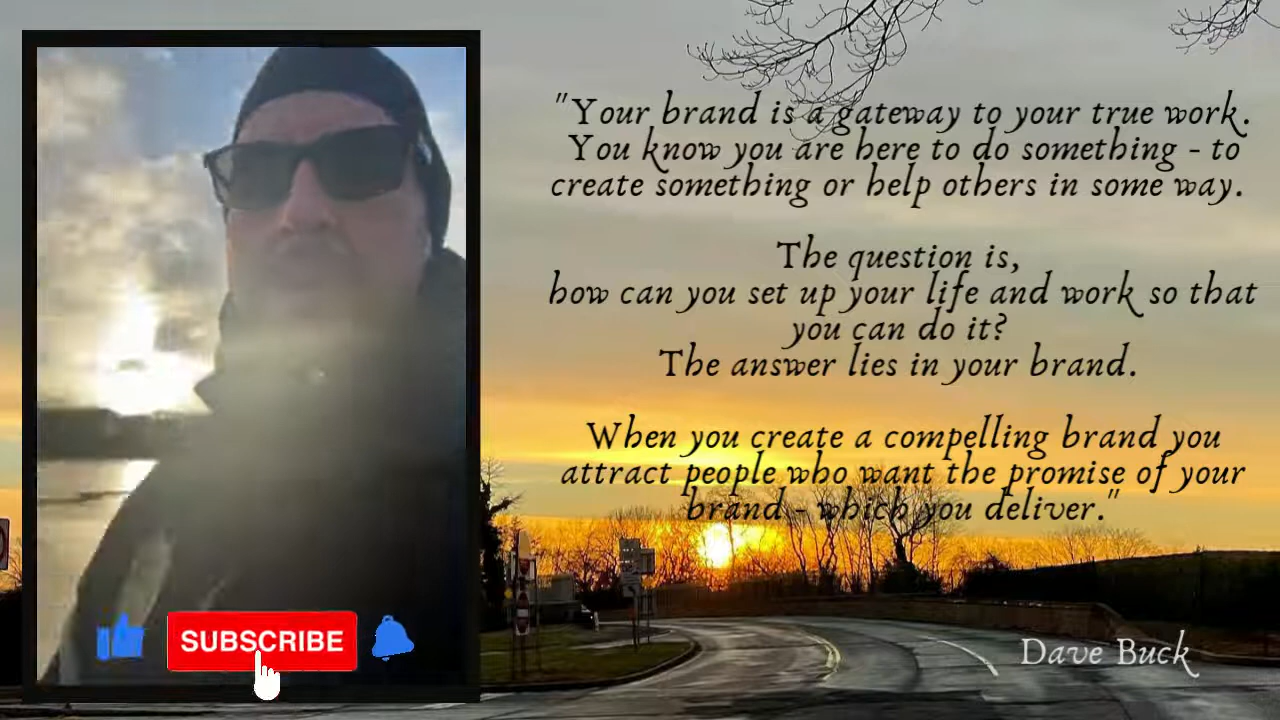 "Your brand is a gateway to your true work.
You know you are here to do something - to
create something or help others in some way.
The question is,
how can you set up your life and work so that
you can do it?
The answer lies in your brand.
When you create a compelling brand you
attract people who want the promise of your
brand - which you deliver."
Dave Buck
SUBSCRIBE